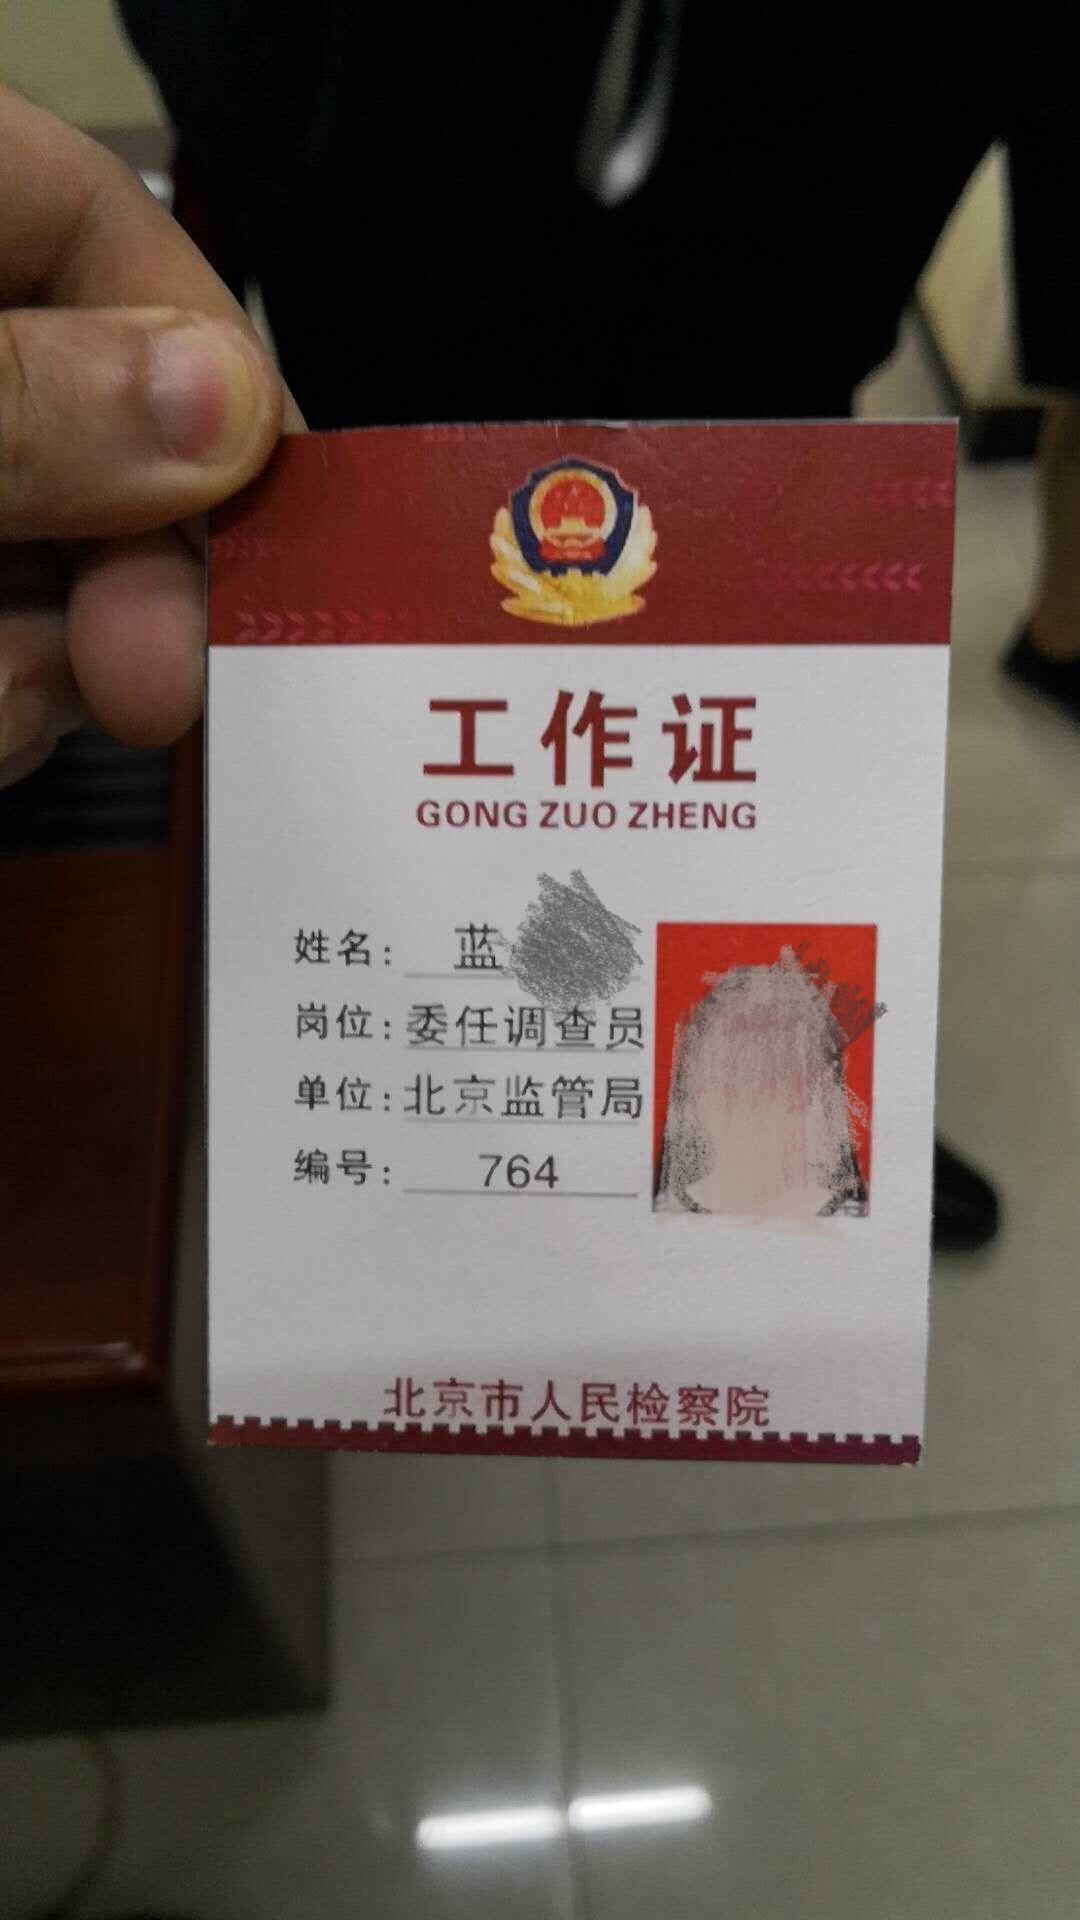 工作证
GONG ZUO ZHENG
姓名: 蓝
岗位: 委任调查员
单位: 北京监管局
编号: 764
北京市人民检察院